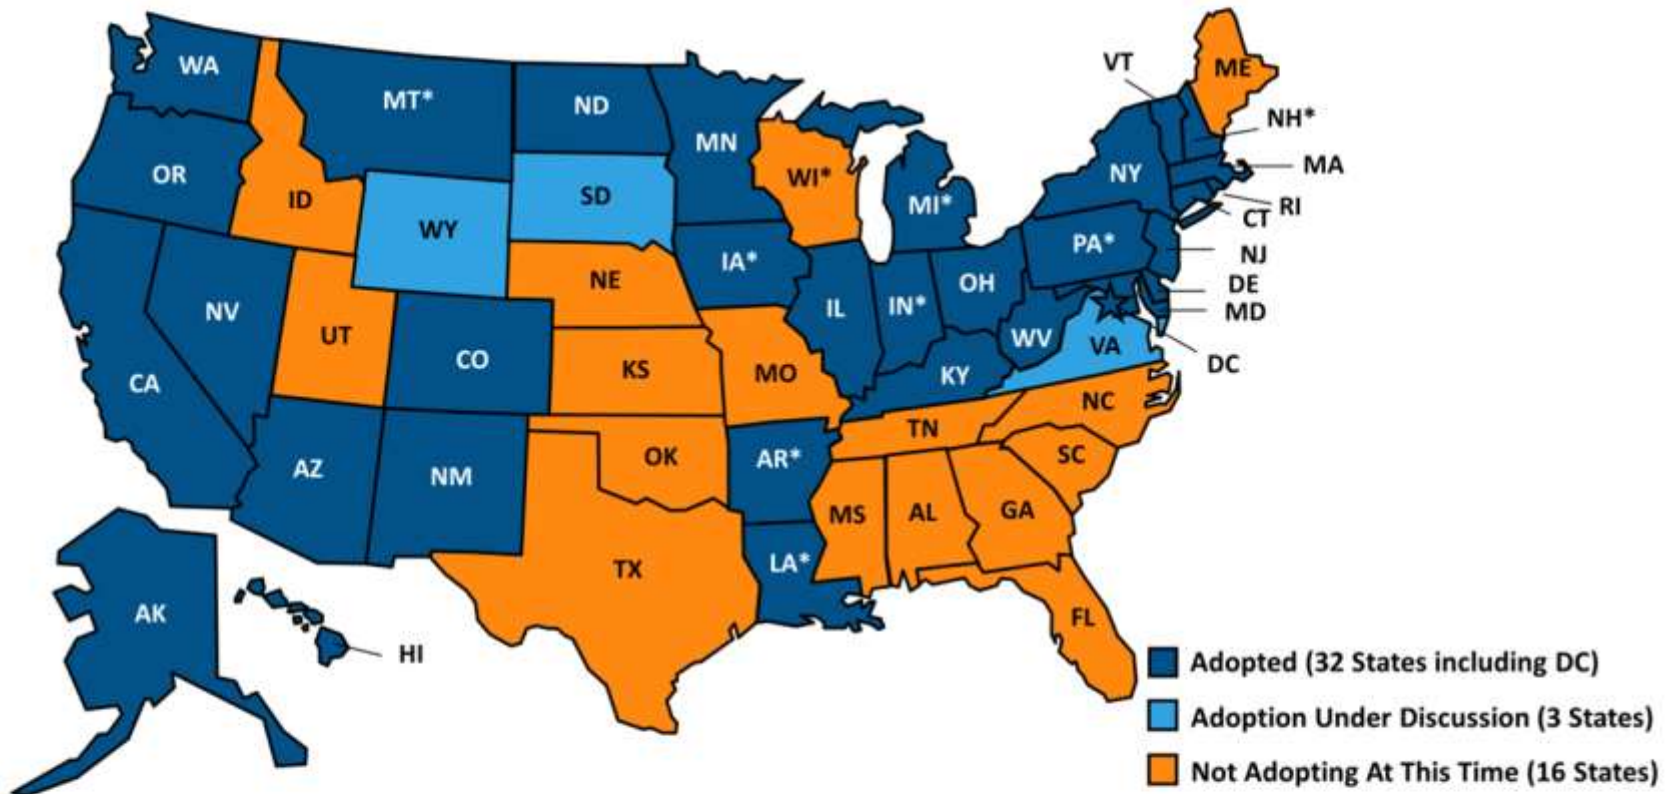 WA
MT*
ND
MN
VT
ME
NH*
MA
OR
ID
WY
SD
WI*
MI*
NY
RI
CT
NV
UT
NE
IA*
IL
IN*
OH
PA*
NJ
DE
MD
CA
CO
KS
MO
KY
WV
VA
DC
AZ
NM
OK
AR*
TN
NC
SC
MS
AL
GA
TX
LA*
FL
AK
HI
Adopted (32 States including DC)
Adoption Under Discussion (3 States)
Not Adopting At This Time (16 States)